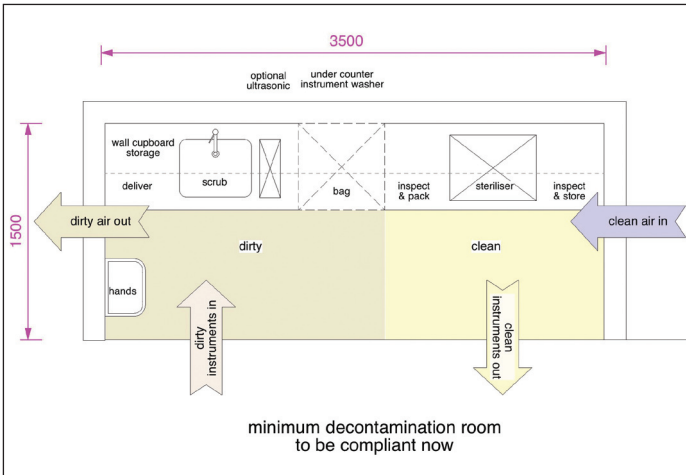 3500
optional
ultrasonic
under counter
instrument washer
wall cupboard
storage
deliver
scrub
bag
inspect
& pack
steriliser
inspect
& store
1500
dirty air out
clean air in
dirty
clean
hands
dirty
instruments in
clean
instruments out
minimum decontamination room
to be compliant now